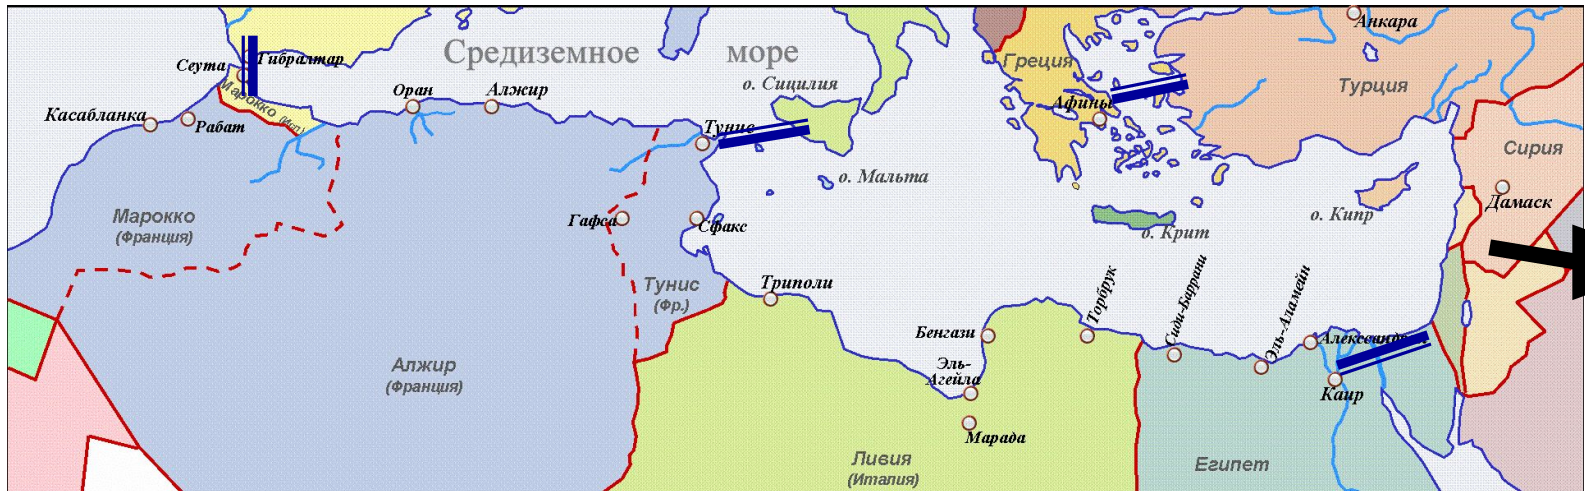 Анкара
Средиземное море
Гибралтар
Сеута
Греция
о. Сицилия
Турция
Марокко
(Исп)
Оран
Алжир
Афины
Касабланка
Рабат
Тунис
Сирия
о. Мальта
Дамаск
Марокко
(Франция)
Гафса
Сфакс
о. Кипр
о. Крит
Тунис
(Фр.)
Триполи
Торбрук
Сиди-Баррани
Эль-Аламейн
Бенгази
Алжир
(Франция)
Эль-
Агейла
Каир
Марада
Ливия
(Италия)
Египет